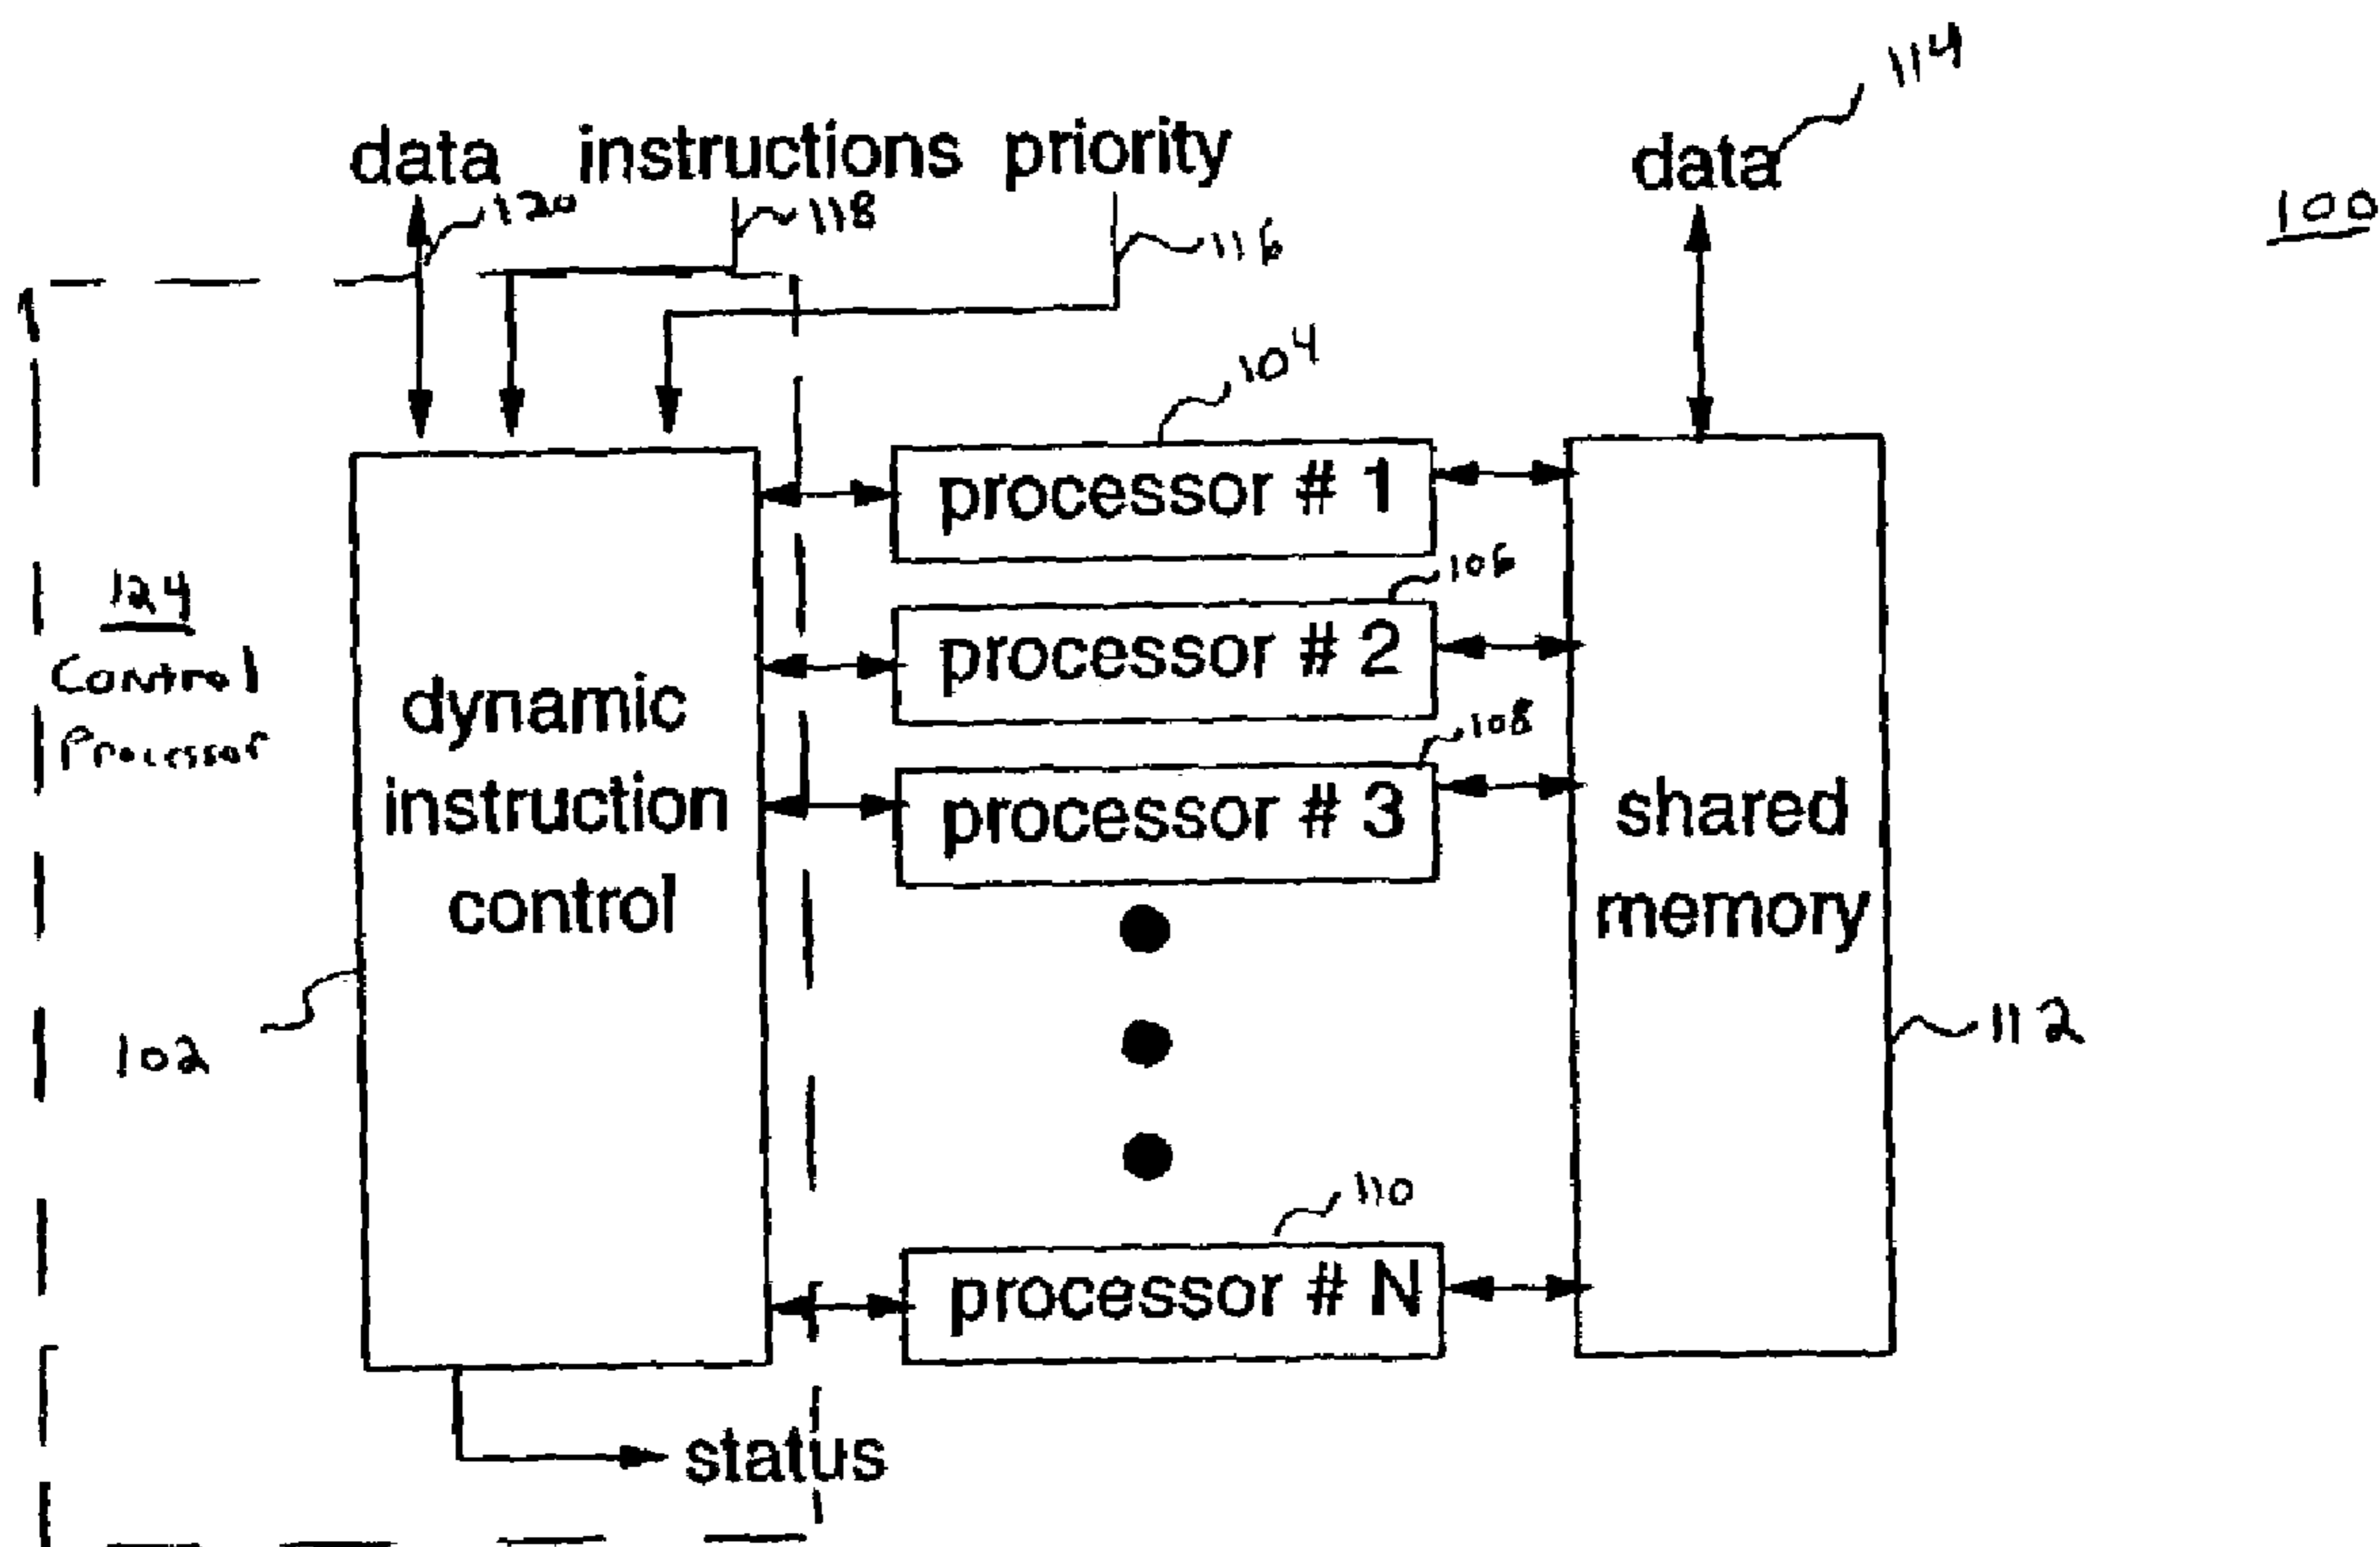 114
data instructions priority data
120 118 116 100
104
processor # 1
106
124 processor # 2
Control
Processor
108
dynamic
instruction
control
processor # 3
shared
memory
102
112
110
processor # N
status